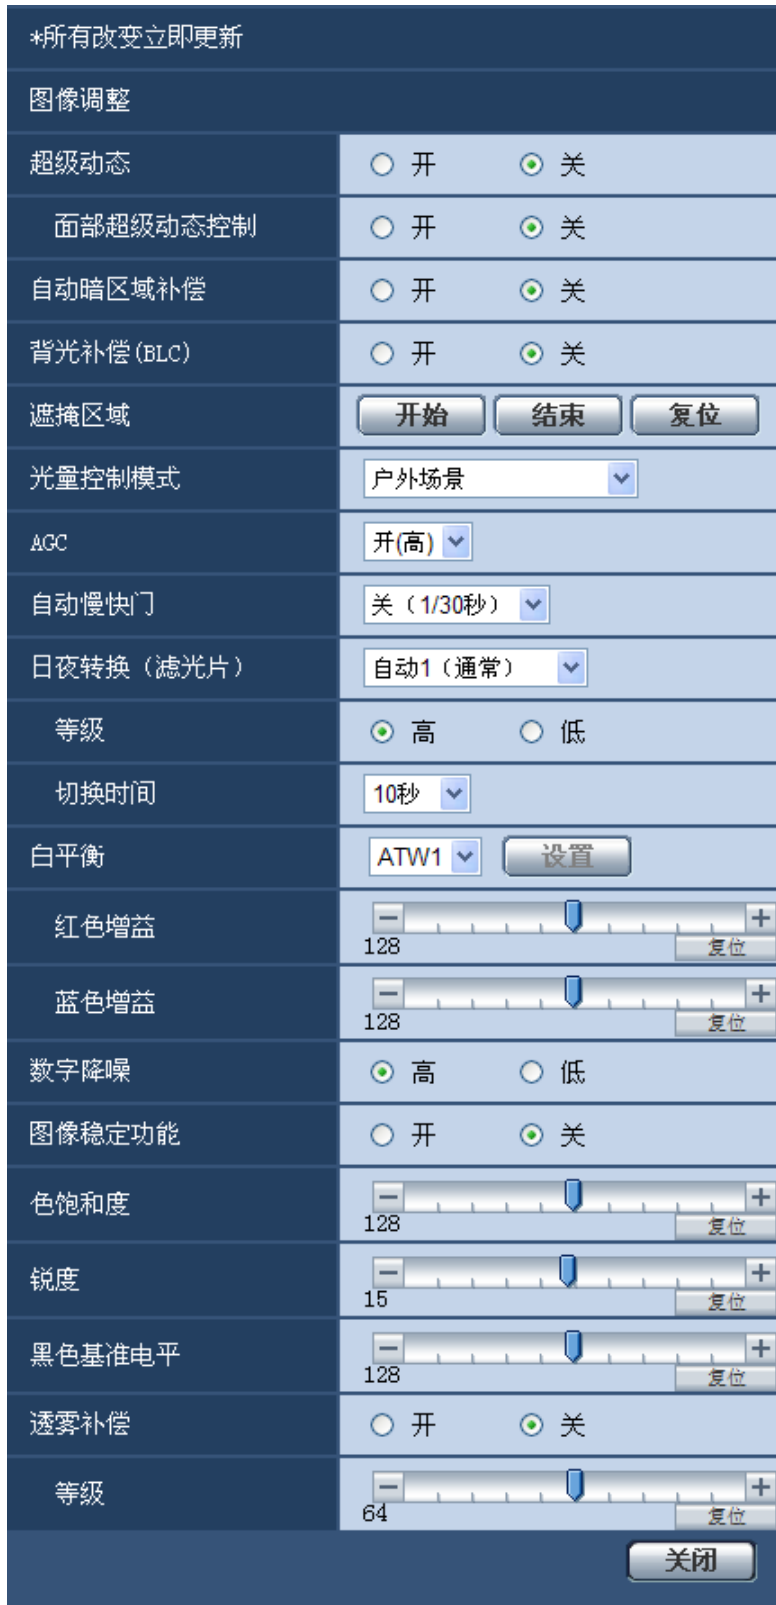 *所有改变立即更新
图像调整
超级动态 开 关
面部超级动态控制 开 关
自动暗区域补偿 开 关
背光补偿(BLC) 开 关
遮掩区域 开始 结束 复位
光量控制模式 户外场景
AGC 开(高)
自动慢快门 关（1/30秒）
日夜转换（滤光片） 自动1（通常）
等级 高 低
切换时间 10秒
白平衡 ATW1 设置
红色增益 - +
128 复位
蓝色增益 - +
128 复位
数字降噪 高 低
图像稳定功能 开 关
色饱和度 - +
128 复位
锐度 - +
15 复位
黑色基准电平 - +
128 复位
透雾补偿 开 关
等级 - +
64 复位
关闭